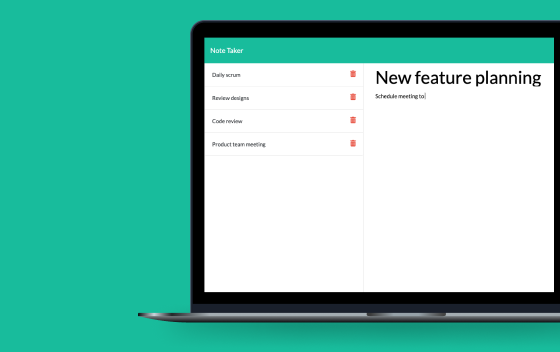 Note Taker
Daily scrum
Review designs
Code review
Product team meeting
New feature planning
Schedule meeting to